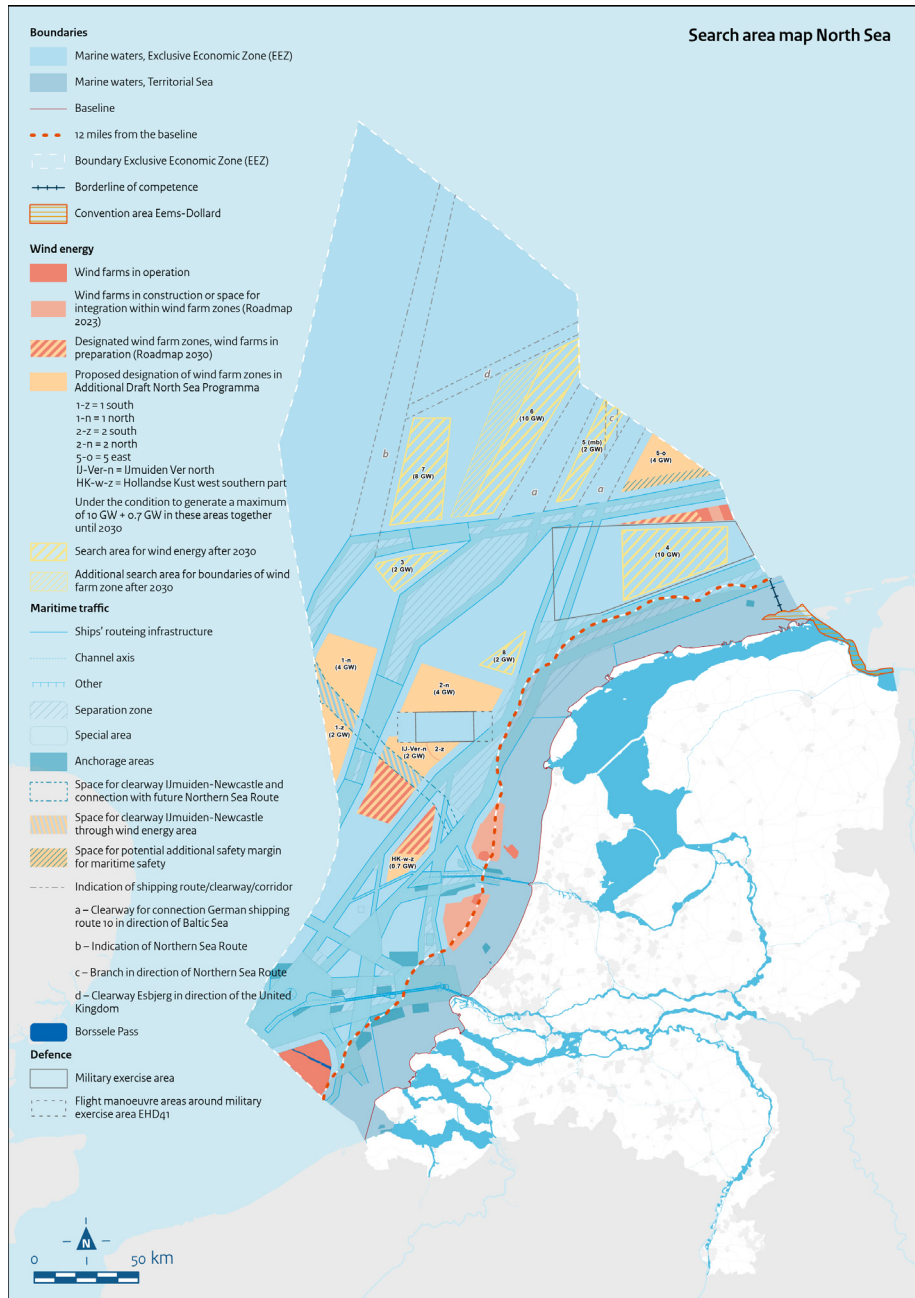 Search area map North Sea
Boundaries
Marine waters, Exclusive Economic Zone (EEZ)
Marine waters, Territorial Sea
Baseline
12 miles from the baseline
Boundary Exclusive Economic Zone (EEZ)
Borderline of competence
Convention area Eems-Dollard
Wind energy
Wind farms in operation
Wind farms in construction or space for
integration within wind farm zones (Roadmap
2023)
Designated wind farm zones, wind farms in
preparation (Roadmap 2030)
Proposed designation of wind farm zones in
Additional Draft North Sea Programma
1-z = 1 south
1-n = 1 north
2-z = 2 south
2-n = 2 north
5-o = 5 east
IJ-Ver-n = IJmuiden Ver north
HK-w-z = Hollandse Kust west southern part
Under the condition to generate a maximum
of 10 GW + 0.7 GW in these areas together
until 2030
Search area for wind energy after 2030
Additional search area for boundaries of wind
farm zone after 2030
Maritime traffic
Ships' routeing infrastructure
Channel axis
Other
Separation zone
Special area
Anchorage areas
Space for clearway IJmuiden-Newcastle and
connection with future Northern Sea Route
Space for clearway IJmuiden-Newcastle
through wind energy area
Space for potential additional safety margin
for maritime safety
Indication of shipping route/clearway/corridor
a – Clearway for connection German shipping
route 10 in direction of Baltic Sea
b – Indication of Northern Sea Route
c – Branch in direction of Northern Sea Route
d – Clearway Esbjerg in direction of the United
Kingdom
Borssele Pass
Defence
Military exercise area
Flight manoeuvre areas around military
exercise area EHD41
N
0 50 km
d
6
(10 GW)
c
5 (mb)
(2 GW)
5-o
(4 GW)
b
7
(8 GW)
a
a
4
(10 GW)
3
(2 GW)
8
(2 GW)
1-n
(4 GW)
2-n
(4 GW)
1-z
(2 GW)
IJ-Ver-n
(2 GW)
2-z
HK-w-z
(0.7 GW)